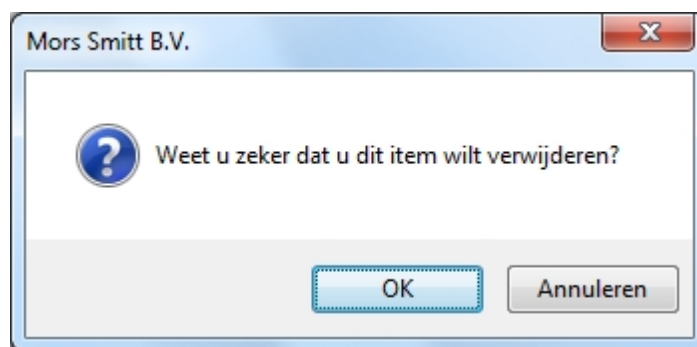 Mors Smitt B.V.
Weet u zeker dat u dit item wilt verwijderen?
OK
Annuleren